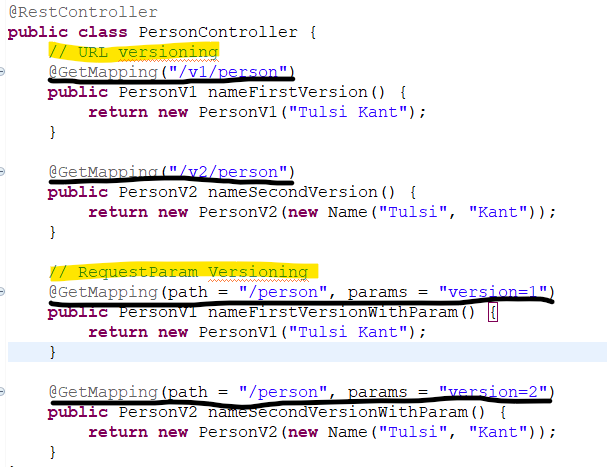 @RestController
public class PersonController {
// URL versioning
@GetMapping("/v1/person")
public PersonV1 nameFirstVersion() {
return new PersonV1("Tulsi Kant");
}
@GetMapping("/v2/person")
public PersonV2 nameSecondVersion() {
return new PersonV2(new Name("Tulsi", "Kant"));
}
// RequestParam Versioning
@GetMapping(path = "/person", params = "version=1")
public PersonV1 nameFirstVersionWithParam() {
return new PersonV1("Tulsi Kant");
}
@GetMapping(path = "/person", params = "version=2")
public PersonV2 nameSecondVersionWithParam() {
return new PersonV2(new Name("Tulsi", "Kant"));
}